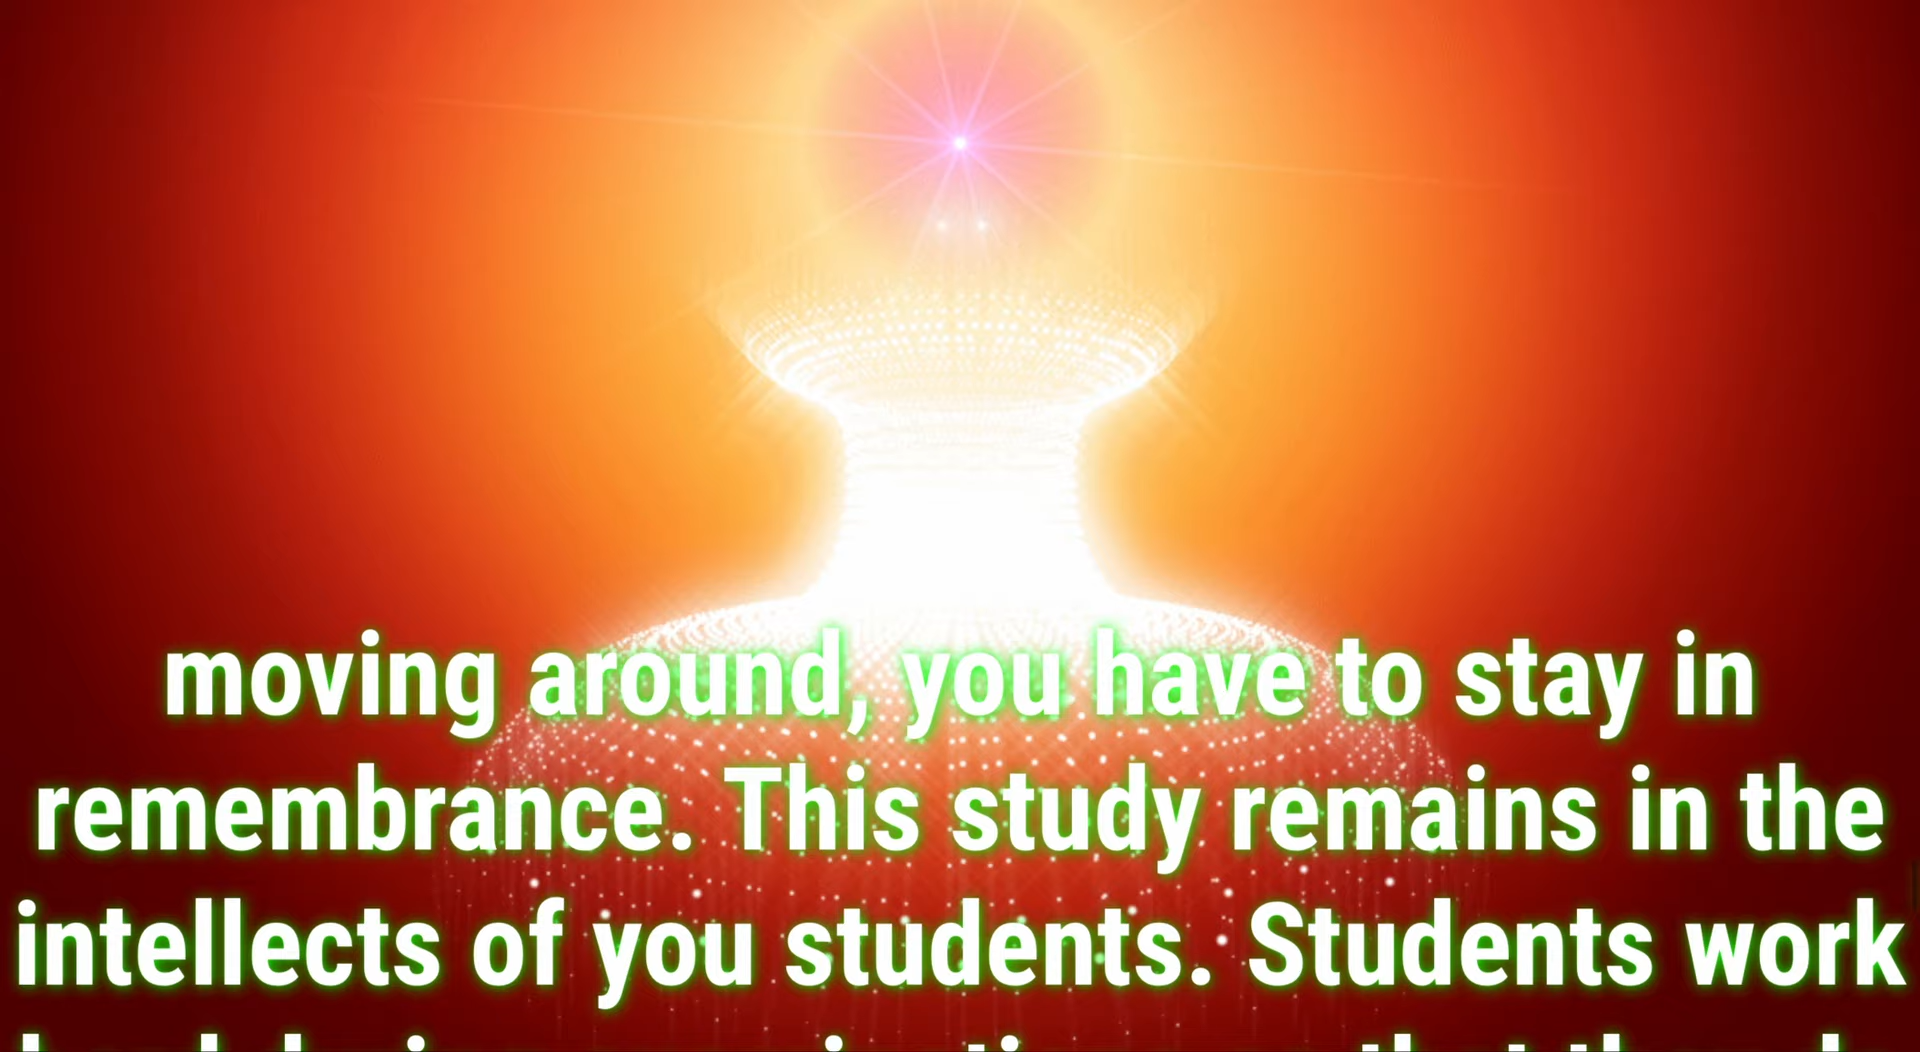 moving around, you have to stay in
remembrance. This study remains in the
intellects of you students. Students work